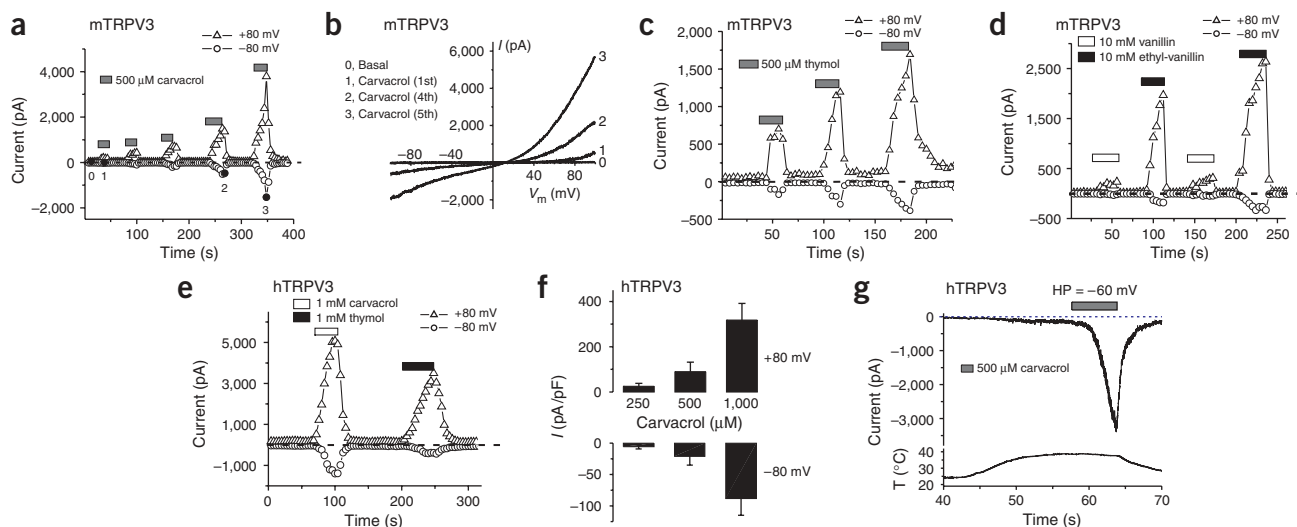 a
mTRPV3
+80 mV
−80 mV
500 µM carvacrol
Current (pA)
4,000
2,000
0
−2,000
0 1
2
3
0 100 200 300 400
Time (s)
b
mTRPV3
I (pA)
6,000
4,000
2,000
−2,000
0, Basal
1, Carvacrol (1st)
2, Carvacrol (4th)
3, Carvacrol (5th)
−80 −40
40 80
Vm (mV)
3
2
1
0
c
mTRPV3
+80 mV
−80 mV
500 µM thymol
Current (pA)
2,000
1,500
1,000
500
0
−500
50 100 150 200
Time (s)
d
mTRPV3
+80 mV
−80 mV
10 mM vanillin
10 mM ethyl-vanillin
Current (pA)
2,500
1,500
500
−500
50 100 150 200 250
Time (s)
e
hTRPV3
1 mM carvacrol
1 mM thymol
+80 mV
−80 mV
Current (pA)
5,000
3,000
1,000
−1,000
0 100 200 300
Time (s)
f
hTRPV3
I (pA/pF)
400
200
0
+80 mV
250 500 1,000
Carvacrol (µM)
0
−50
−100
−80 mV
g
hTRPV3
HP = −60 mV
500 µM carvacrol
Current (pA)
0
−1,000
−2,000
−3,000
T (°C)
40
30
20
40 50 60 70
Time (s)